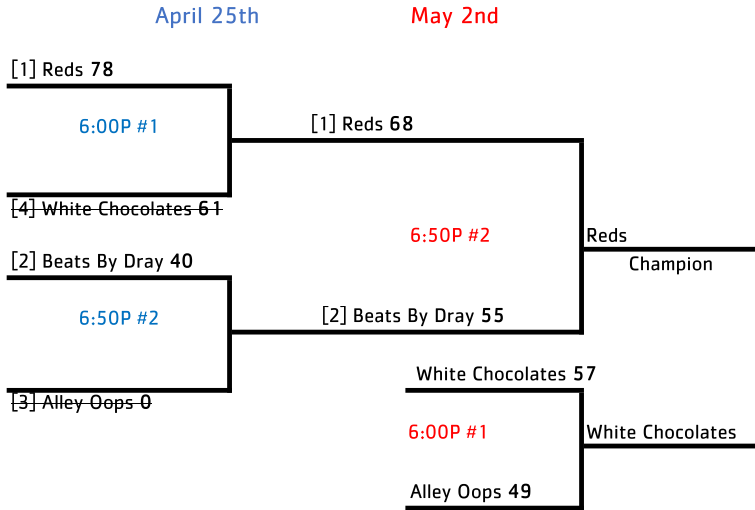 April 25th
May 2nd
[1] Reds 78
6:00P #1
[1] Reds 68
[4] White Chocolates 61
6:50P #2
Reds
[2] Beats By Dray 40
Champion
6:50P #2
[2] Beats By Dray 55
White Chocolates 57
[3] Alley Oops 0
6:00P #1
White Chocolates
Alley Oops 49